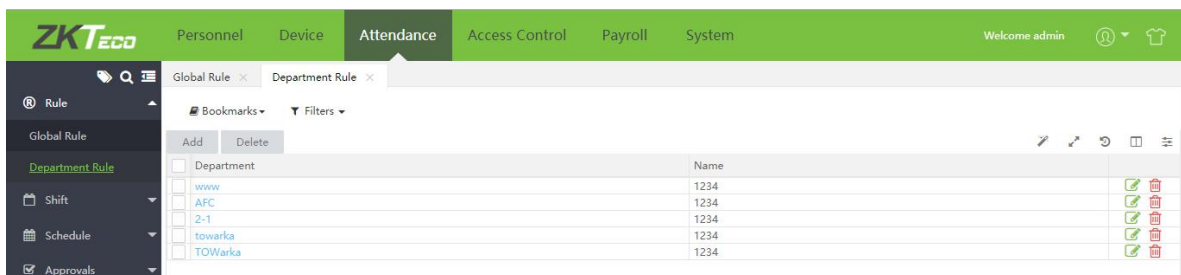 ZKTECO Personnel Device Attendance Access Control Payroll System Welcome admin
Global Rule Department Rule
Rule
Bookmarks Filters
Global Rule
Add Delete
Department Rule
Department Name
www 1234
Shift
AFC 1234
2-1 1234
Schedule
towarka 1234
TOWarka 1234
Approvals